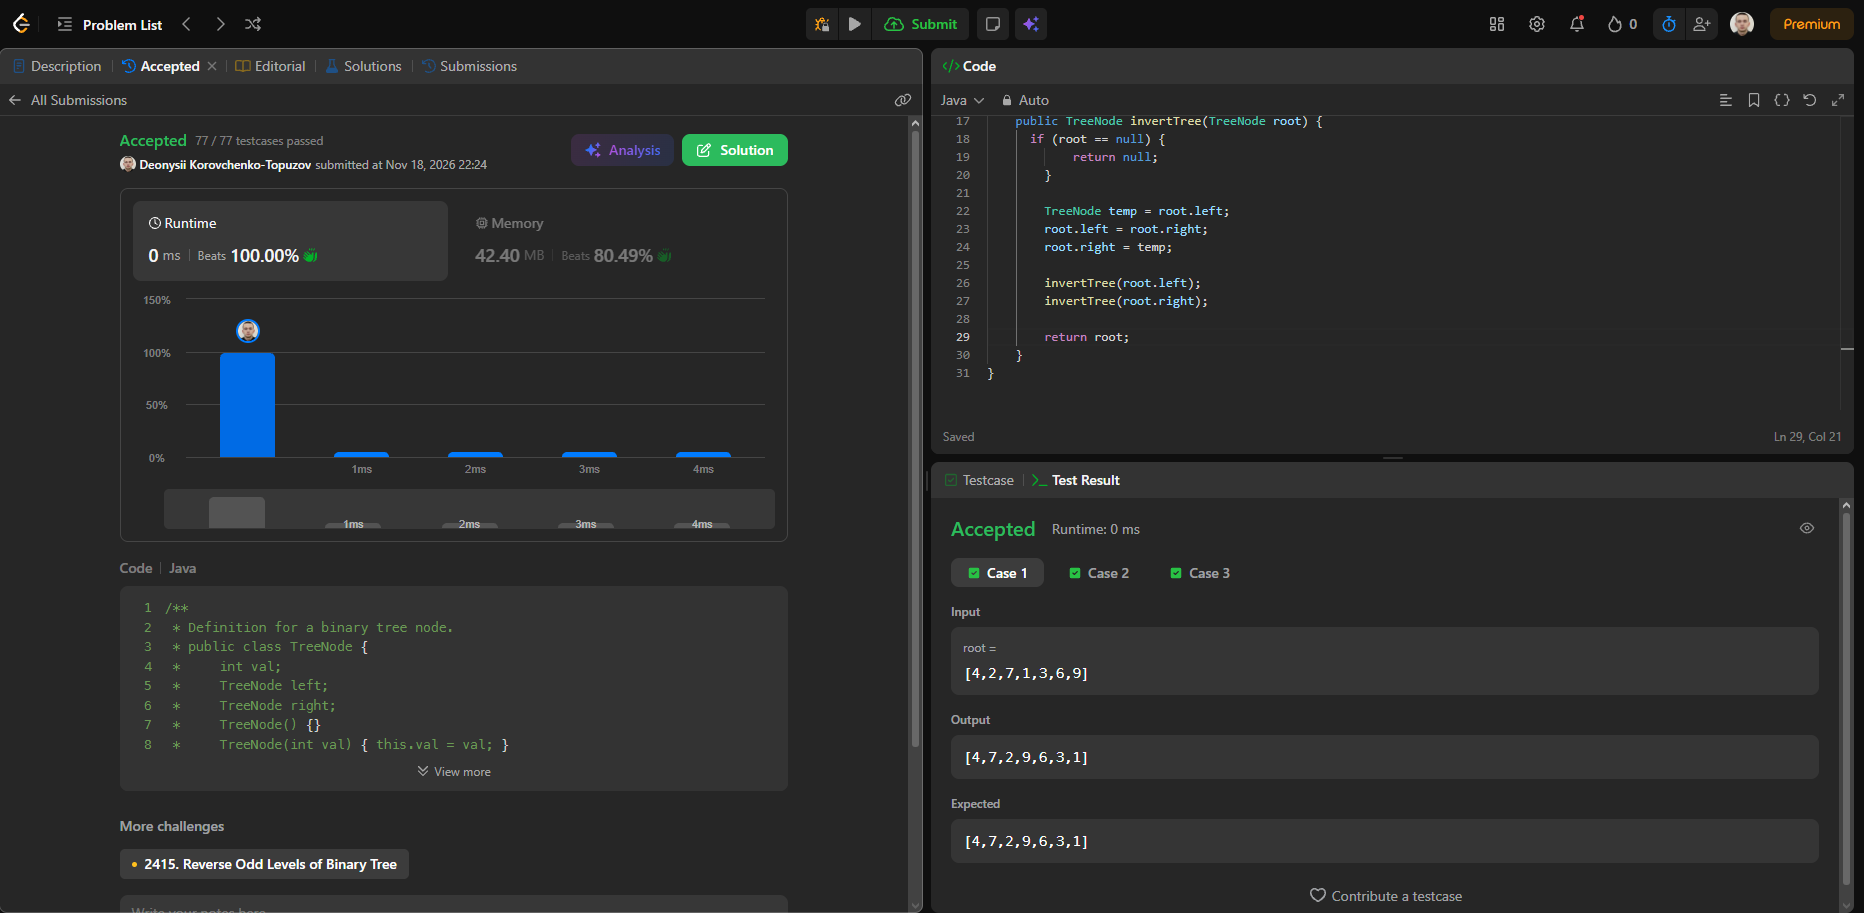 Problem List
Submit
0
Premium
Description
Accepted
Editorial
Solutions
Submissions
All Submissions
Accepted 77 / 77 testcases passed
Deonysii Korovchenko-Topuzov submitted at Nov 18, 2026 22:24
Analysis
Solution
Runtime
0 ms Beats 100.00%
Memory
42.40 MB Beats 80.49%
150%
100%
50%
0%
1ms 2ms 3ms 4ms
1ms 2ms 3ms 4ms
Code Java
1 /**
2 * Definition for a binary tree node.
3 * public class TreeNode {
4 * int val;
5 * TreeNode left;
6 * TreeNode right;
7 * TreeNode() {}
8 * TreeNode(int val) { this.val = val; }
View more
More challenges
2415. Reverse Odd Levels of Binary Tree
Write your notes here
</> Code
Java
Auto
17 public TreeNode invertTree(TreeNode root) {
18 if (root == null) {
19 return null;
20 }
21
22 TreeNode temp = root.left;
23 root.left = root.right;
24 root.right = temp;
25
26 invertTree(root.left);
27 invertTree(root.right);
28
29 return root;
30 }
31 }
Saved
Ln 29, Col 21
Testcase
Test Result
Accepted Runtime: 0 ms
Case 1
Case 2
Case 3
Input
root =
[4,2,7,1,3,6,9]
Output
[4,7,2,9,6,3,1]
Expected
[4,7,2,9,6,3,1]
Contribute a testcase